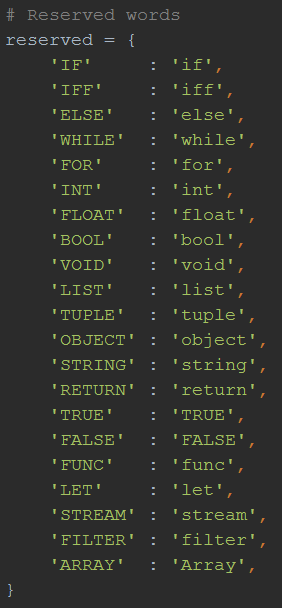 # Reserved words
reserved = {
    'IF'     : 'if',
    'IFF'    : 'iff',
    'ELSE'   : 'else',
    'WHILE'  : 'while',
    'FOR'    : 'for',
    'INT'    : 'int',
    'FLOAT'  : 'float',
    'BOOL'   : 'bool',
    'VOID'   : 'void',
    'LIST'   : 'list',
    'TUPLE'  : 'tuple',
    'OBJECT' : 'object',
    'STRING' : 'string',
    'RETURN' : 'return',
    'TRUE'   : 'TRUE',
    'FALSE'  : 'FALSE',
    'FUNC'   : 'func',
    'LET'    : 'let',
    'STREAM' : 'stream',
    'FILTER' : 'filter',
    'ARRAY'  : 'Array',
}